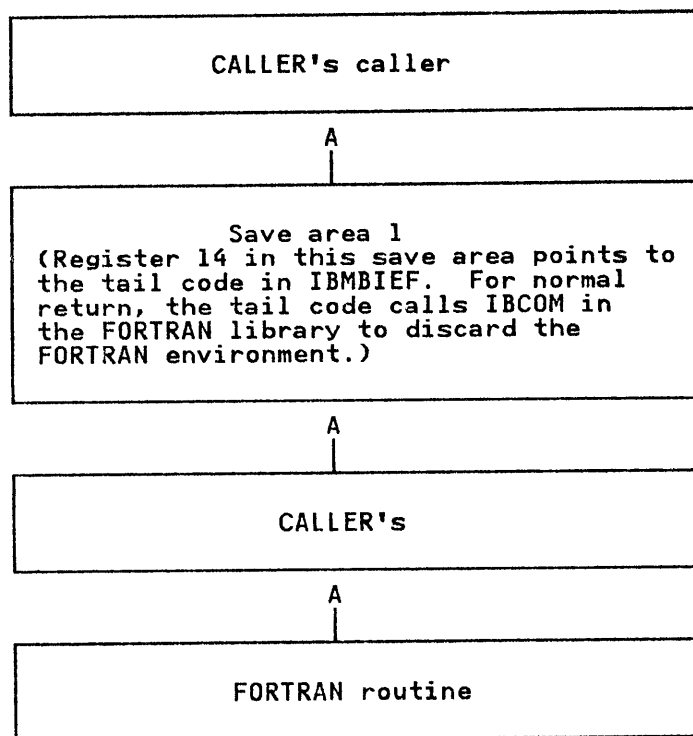 CALLER's caller
A
Save area 1
(Register 14 in this save area points to
the tail code in IBMBIEF. For normal
return, the tail code calls IBCOM in
the FORTRAN library to discard the
FORTRAN environment.)
A
CALLER's
A
FORTRAN routine